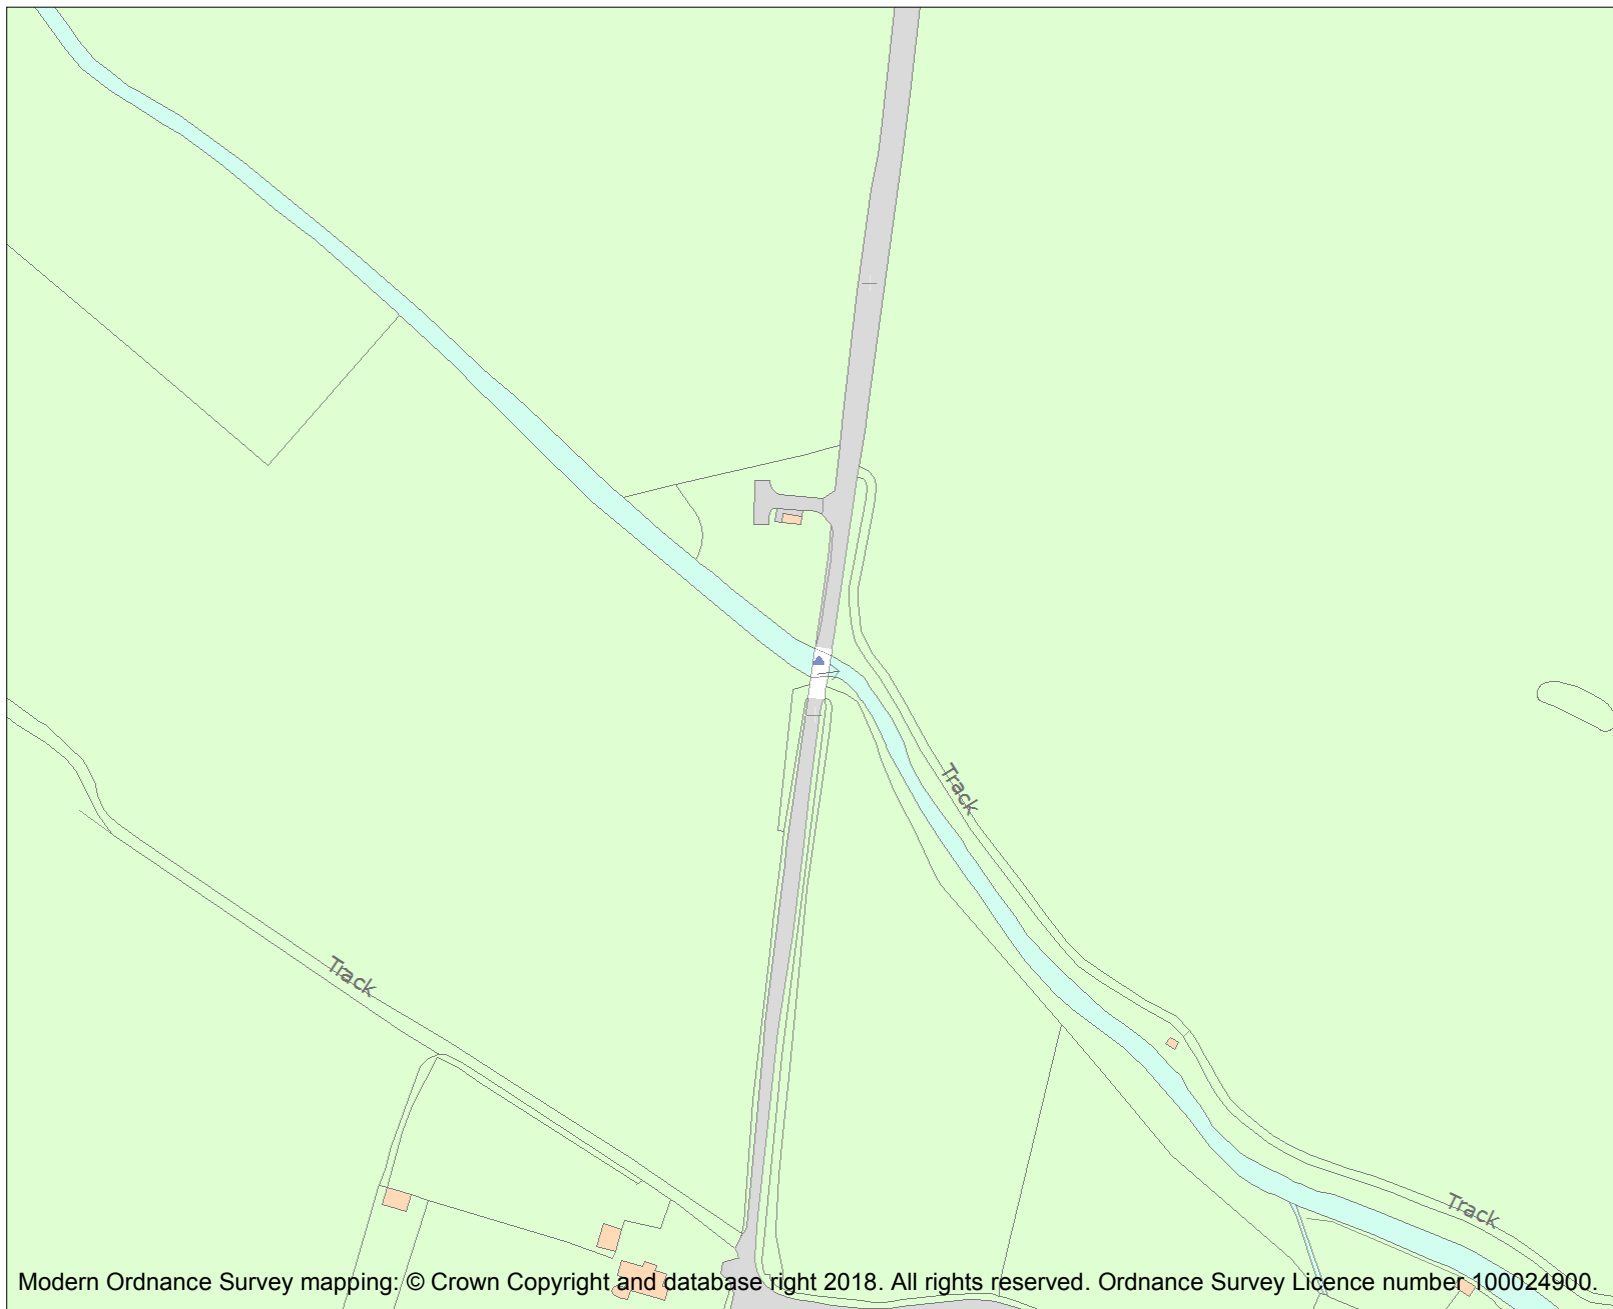 Track
Track
Track
Modern Ordnance Survey mapping: © Crown Copyright and database right 2018. All rights reserved. Ordnance Survey Licence number 100024900.